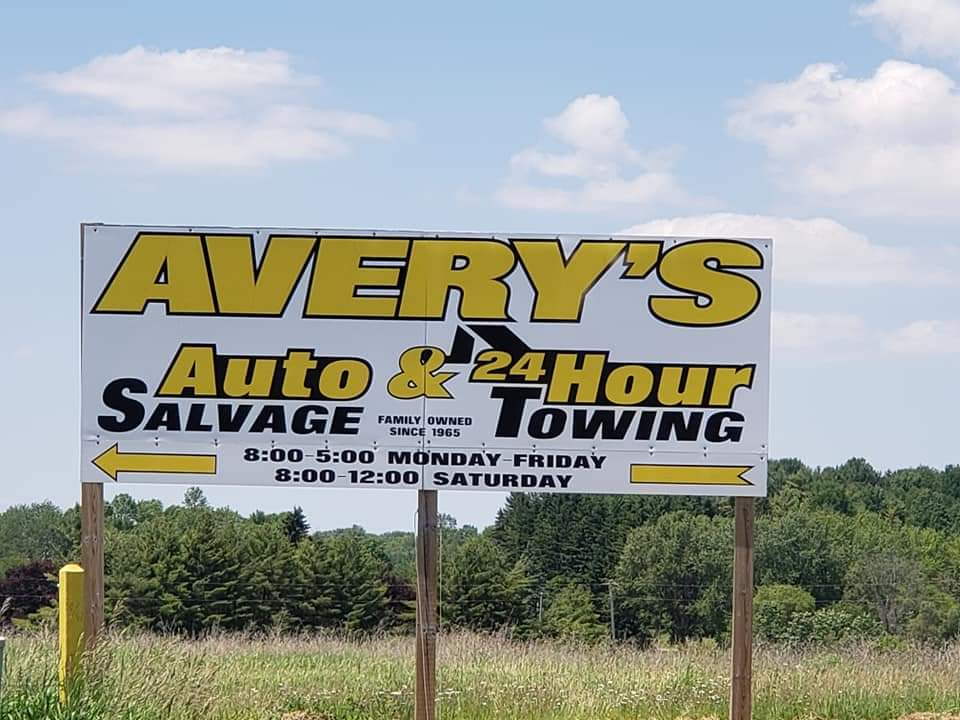 AVERY'S
Auto & 24 Hour
SALVAGE TOWING
FAMILY OWNED
SINCE 1965
8:00-5:00 MONDAY-FRIDAY
8:00-12:00 SATURDAY